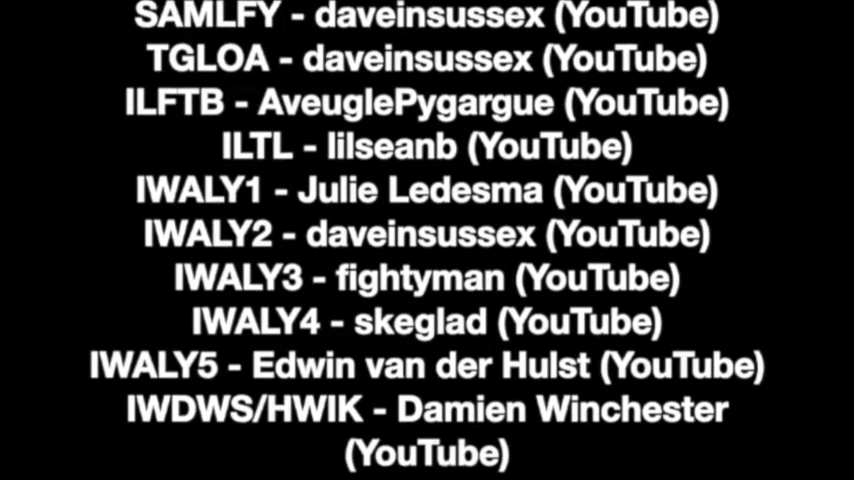 SAMLFY - daveinsussex (YouTube)
TGLOA - daveinsussex (YouTube)
ILFTB - AveuglePygargue (YouTube)
ILTL - lilseanb (YouTube)
IWALY1 - Julie Ledesma (YouTube)
IWALY2 - daveinsussex (YouTube)
IWALY3 - fightyman (YouTube)
IWALY4 - skeglad (YouTube)
IWALY5 - Edwin van der Hulst (YouTube)
IWDWS/HWIK - Damien Winchester
(YouTube)